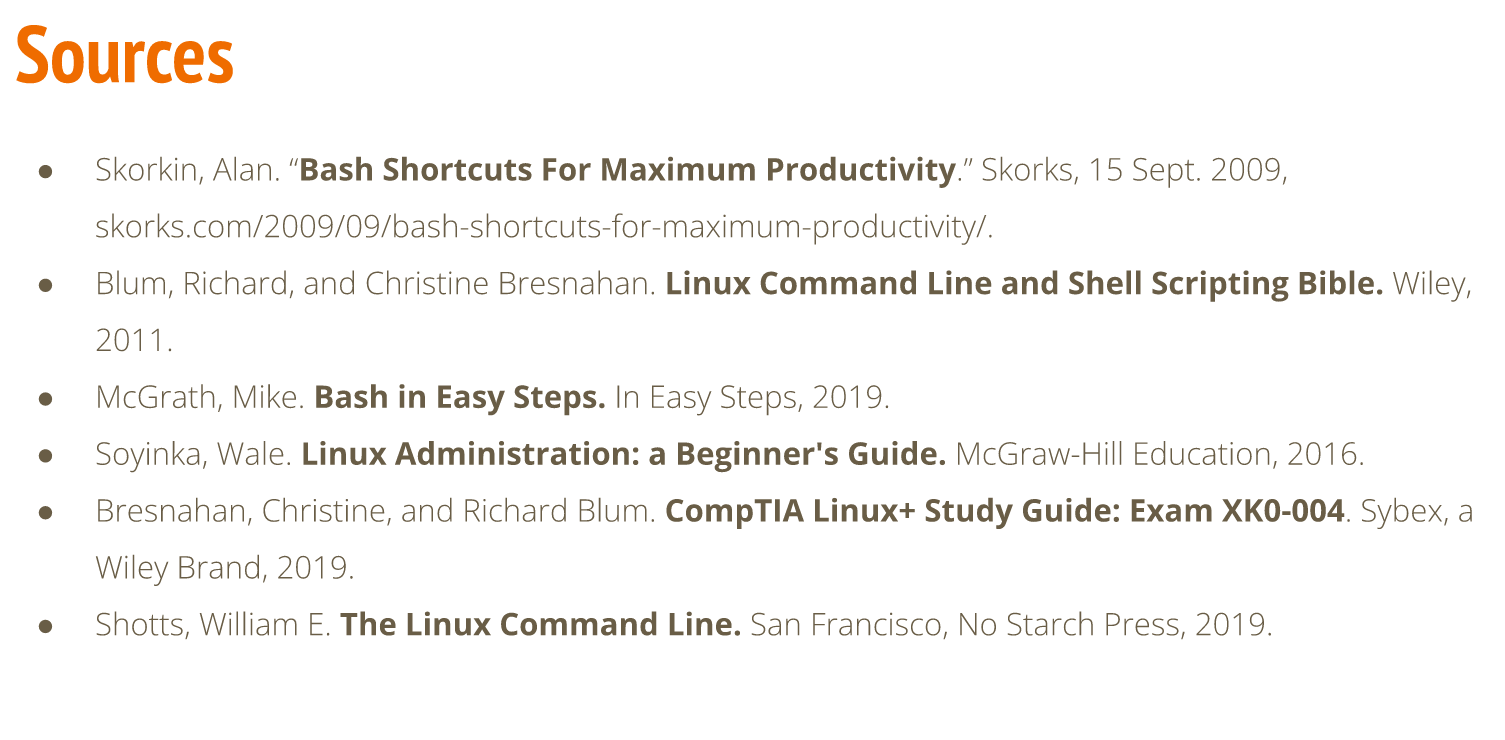 Sources
● Skorkin, Alan. “Bash Shortcuts For Maximum Productivity.” Skorks, 15 Sept. 2009,
skorks.com/2009/09/bash-shortcuts-for-maximum-productivity/.
● Blum, Richard, and Christine Bresnahan. Linux Command Line and Shell Scripting Bible. Wiley,
2011.
● McGrath, Mike. Bash in Easy Steps. In Easy Steps, 2019.
● Soyinka, Wale. Linux Administration: a Beginner's Guide. McGraw-Hill Education, 2016.
● Bresnahan, Christine, and Richard Blum. CompTIA Linux+ Study Guide: Exam XK0-004. Sybex, a
Wiley Brand, 2019.
● Shotts, William E. The Linux Command Line. San Francisco, No Starch Press, 2019.